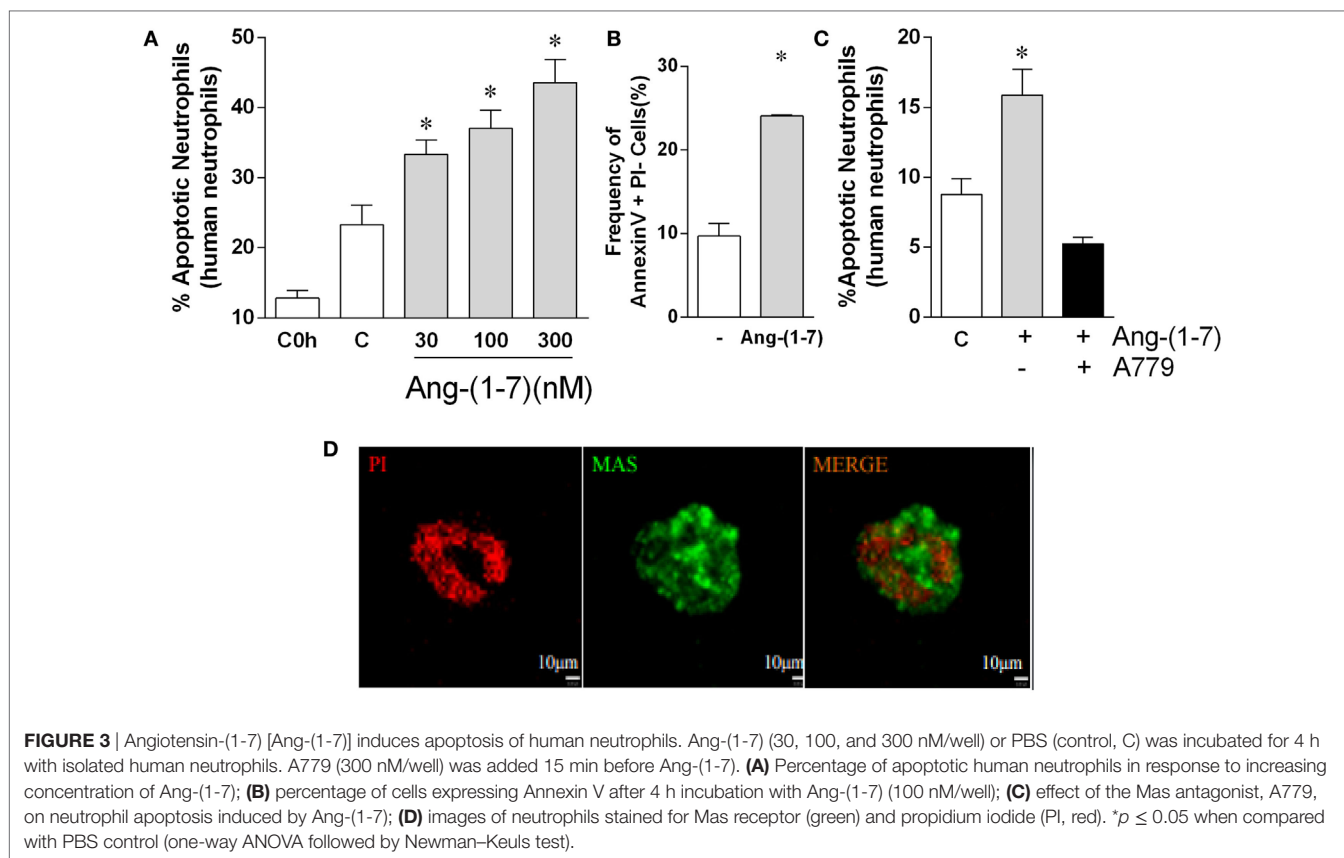 A
% Apoptotic Neutrophils
(human neutrophils)
50
40
30
20
10
*
*
*
C0h C 30 100 300
Ang-(1-7)(nM)
B
Frequency of
AnnexinV + PI- Cells(%)
30
20
10
0
*
- Ang-(1-7)
C
%Apoptotic Neutrophils
(human neutrophils)
20
15
10
5
0
*
C + + Ang-(1-7)
- + A779
D
PI
10μm
MAS
10μm
MERGE
10μm
FIGURE 3 | Angiotensin-(1-7) [Ang-(1-7)] induces apoptosis of human neutrophils. Ang-(1-7) (30, 100, and 300 nM/well) or PBS (control, C) was incubated for 4 h
with isolated human neutrophils. A779 (300 nM/well) was added 15 min before Ang-(1-7). (A) Percentage of apoptotic human neutrophils in response to increasing
concentration of Ang-(1-7); (B) percentage of cells expressing Annexin V after 4 h incubation with Ang-(1-7) (100 nM/well); (C) effect of the Mas antagonist, A779,
on neutrophil apoptosis induced by Ang-(1-7); (D) images of neutrophils stained for Mas receptor (green) and propidium iodide (PI, red). *p ≤ 0.05 when compared
with PBS control (one-way ANOVA followed by Newman–Keuls test).